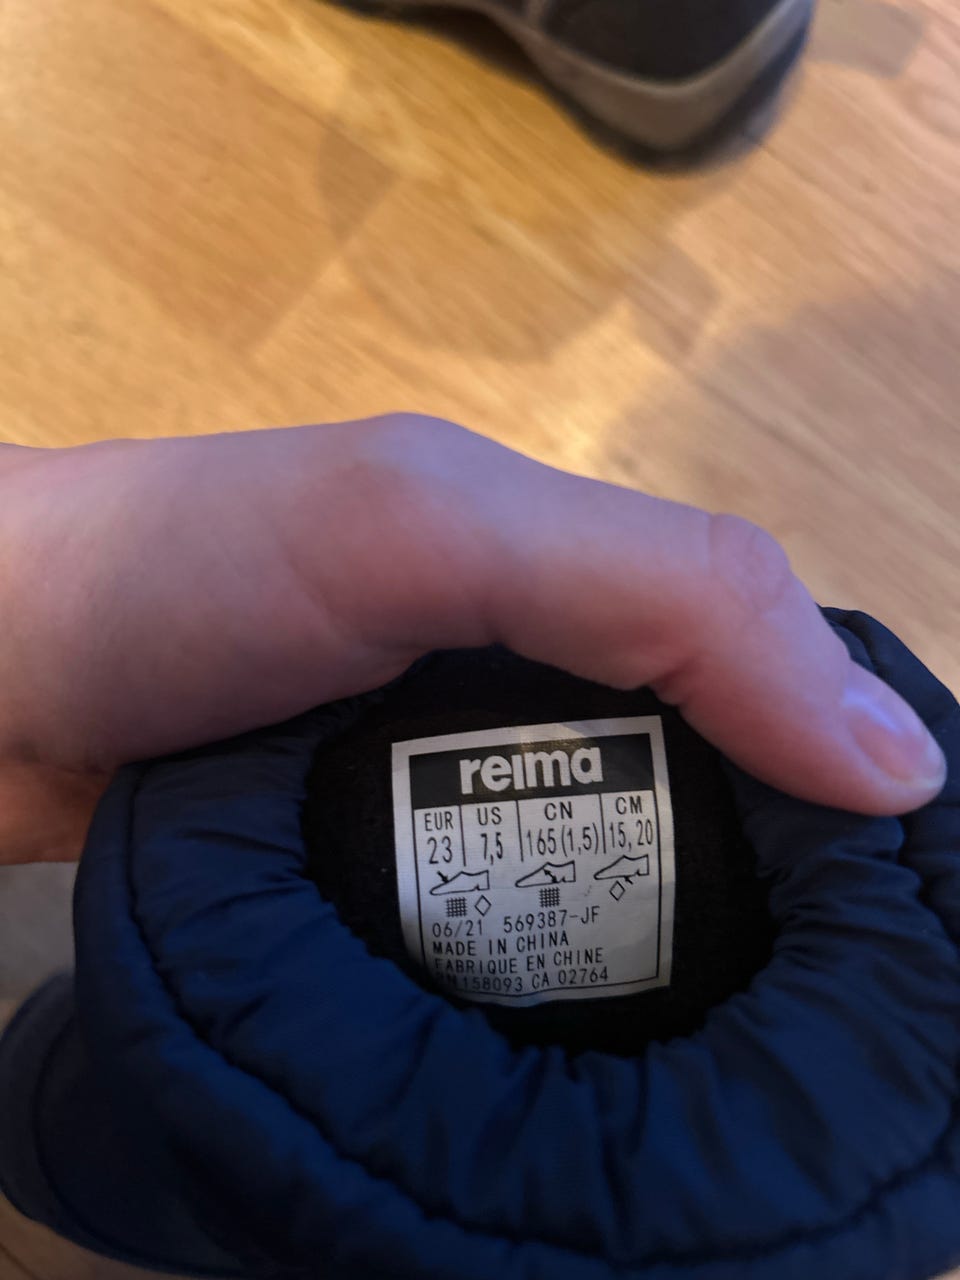 reima
EUR US CN CM
23 7,5 165(1,5) 15,20
06/21 569387-JF
MADE IN CHINA
FABRIQUE EN CHINE
RN 158093 CA 02764